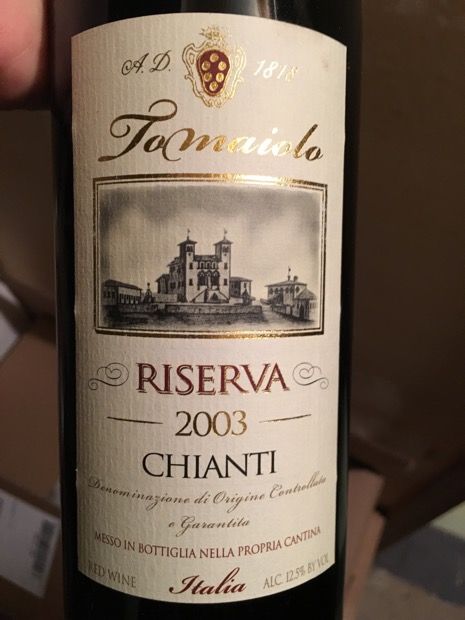 A.D. 1818
Tomaiolo
RISERVA
2003
CHIANTI
Denominazione di Origine Controllata
e Garantita
MESSO IN BOTTIGLIA NELLA PROPRIA CANTINA
RED WINE Italia ALC. 12.5% BY VOL